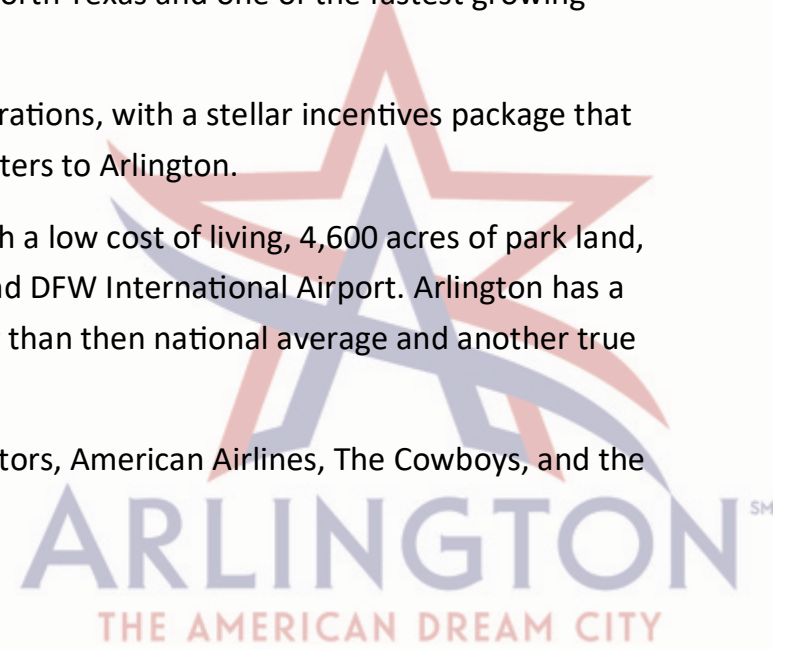 orth Texas and one of the fastest growing
rations, with a stellar incentives package that
ters to Arlington.
h a low cost of living, 4,600 acres of park land,
nd DFW International Airport. Arlington has a
than then national average and another true
tors, American Airlines, The Cowboys, and the
ARLINGTON SM
THE AMERICAN DREAM CITY